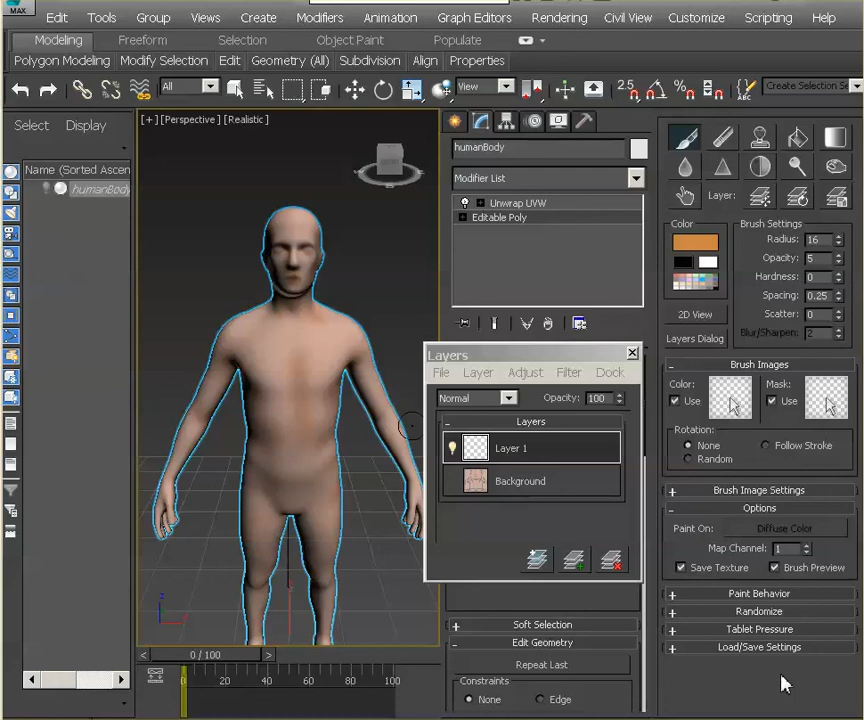 MAX
Edit Tools Group Views Create Modifiers Animation Graph Editors Rendering Civil View Customize Scripting Help
Modeling Freeform Selection Object Paint Populate
Polygon Modeling Modify Selection Edit Geometry (All) Subdivision Align Properties
All View 2.5 % ABC Create Selection Se
Select Display
Name (Sorted Ascen
humanBody
[+] [Perspective] [Realistic]
z
0 / 100
0 20 40 60 80 100
humanBody
Modifier List
Unwrap UVW
Editable Poly
Layers
File Layer Adjust Filter Dock
Normal Opacity: 100
Layers
Layer 1
Background
Soft Selection
Edit Geometry
Repeat Last
Constraints
None Edge
Layer:
Color
2D View
Layers Dialog
Brush Settings
Radius: 16
Opacity: 5
Hardness: 0
Spacing: 0.25
Scatter: 0
Blur/Sharpen: 2
Brush Images
Color: Mask:
Use Use
Rotation:
None Follow Stroke
Random
Brush Image Settings
Options
Paint On: Diffuse Color
Map Channel: 1
Save Texture Brush Preview
Paint Behavior
Randomize
Tablet Pressure
Load/Save Settings